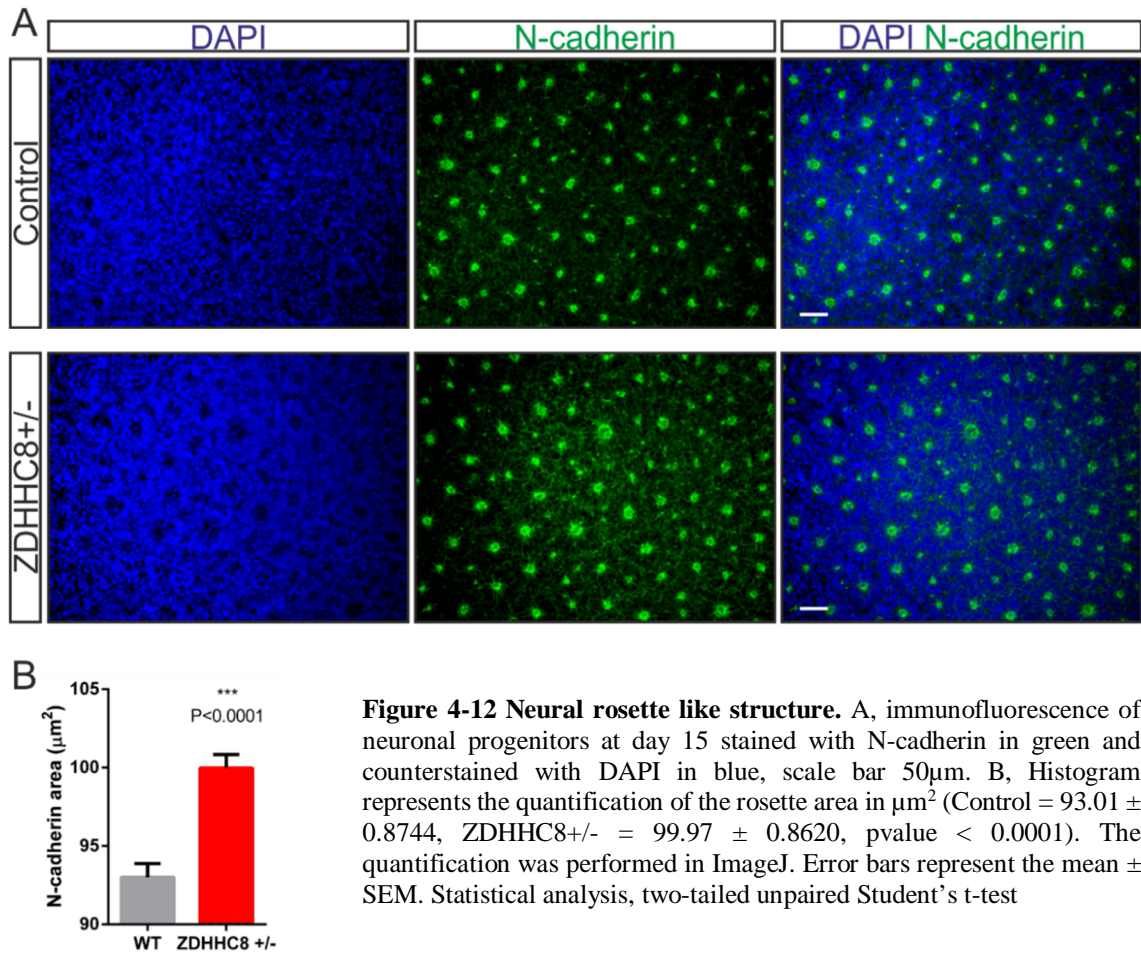 A
DAPI
N-cadherin
DAPI N-cadherin
Control
ZDHHC8+/-
B
N-cadherin area (µm²)
105
100
95
90
***
P<0.0001
WT
ZDHHC8 +/-
Figure 4-12 Neural rosette like structure. A, immunofluorescence of
neuronal progenitors at day 15 stained with N-cadherin in green and
counterstained with DAPI in blue, scale bar 50µm. B, Histogram
represents the quantification of the rosette area in µm² (Control = 93.01 ±
0.8744, ZDHHC8+/- = 99.97 ± 0.8620, pvalue < 0.0001). The
quantification was performed in ImageJ. Error bars represent the mean ±
SEM. Statistical analysis, two-tailed unpaired Student’s t-test